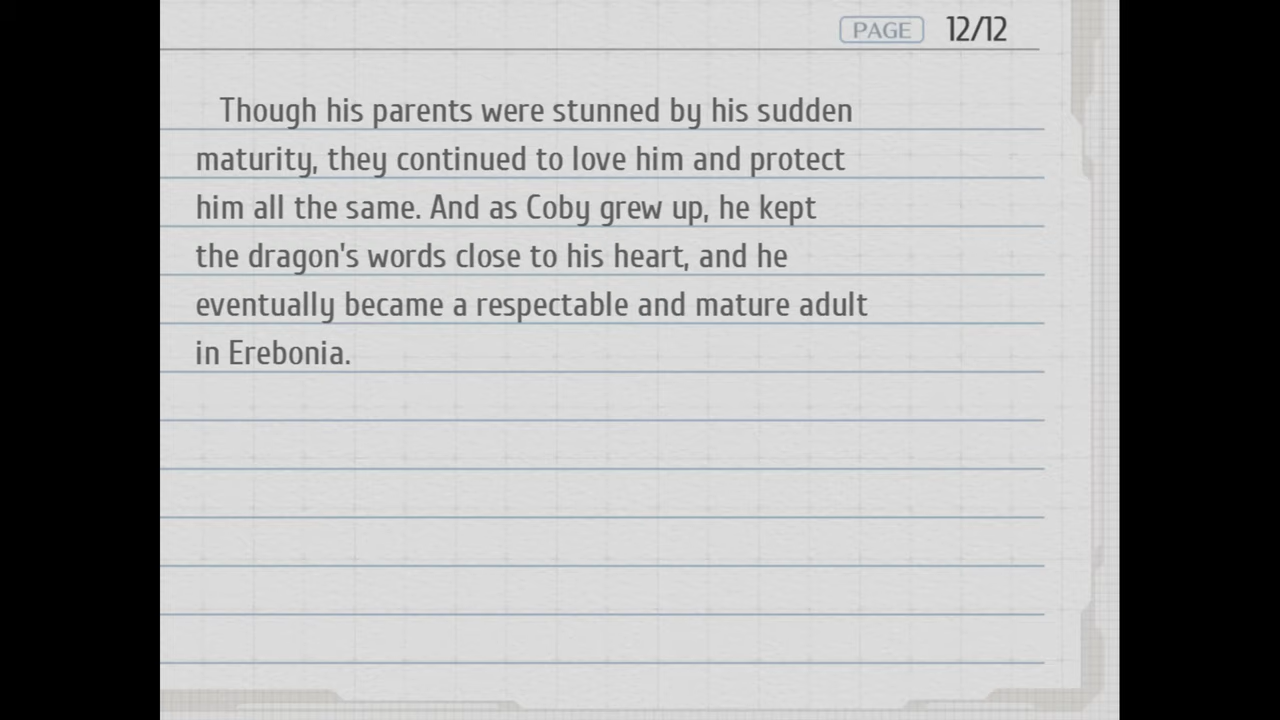 PAGE 12/12
Though his parents were stunned by his sudden
maturity, they continued to love him and protect
him all the same. And as Coby grew up, he kept
the dragon's words close to his heart, and he
eventually became a respectable and mature adult
in Erebonia.